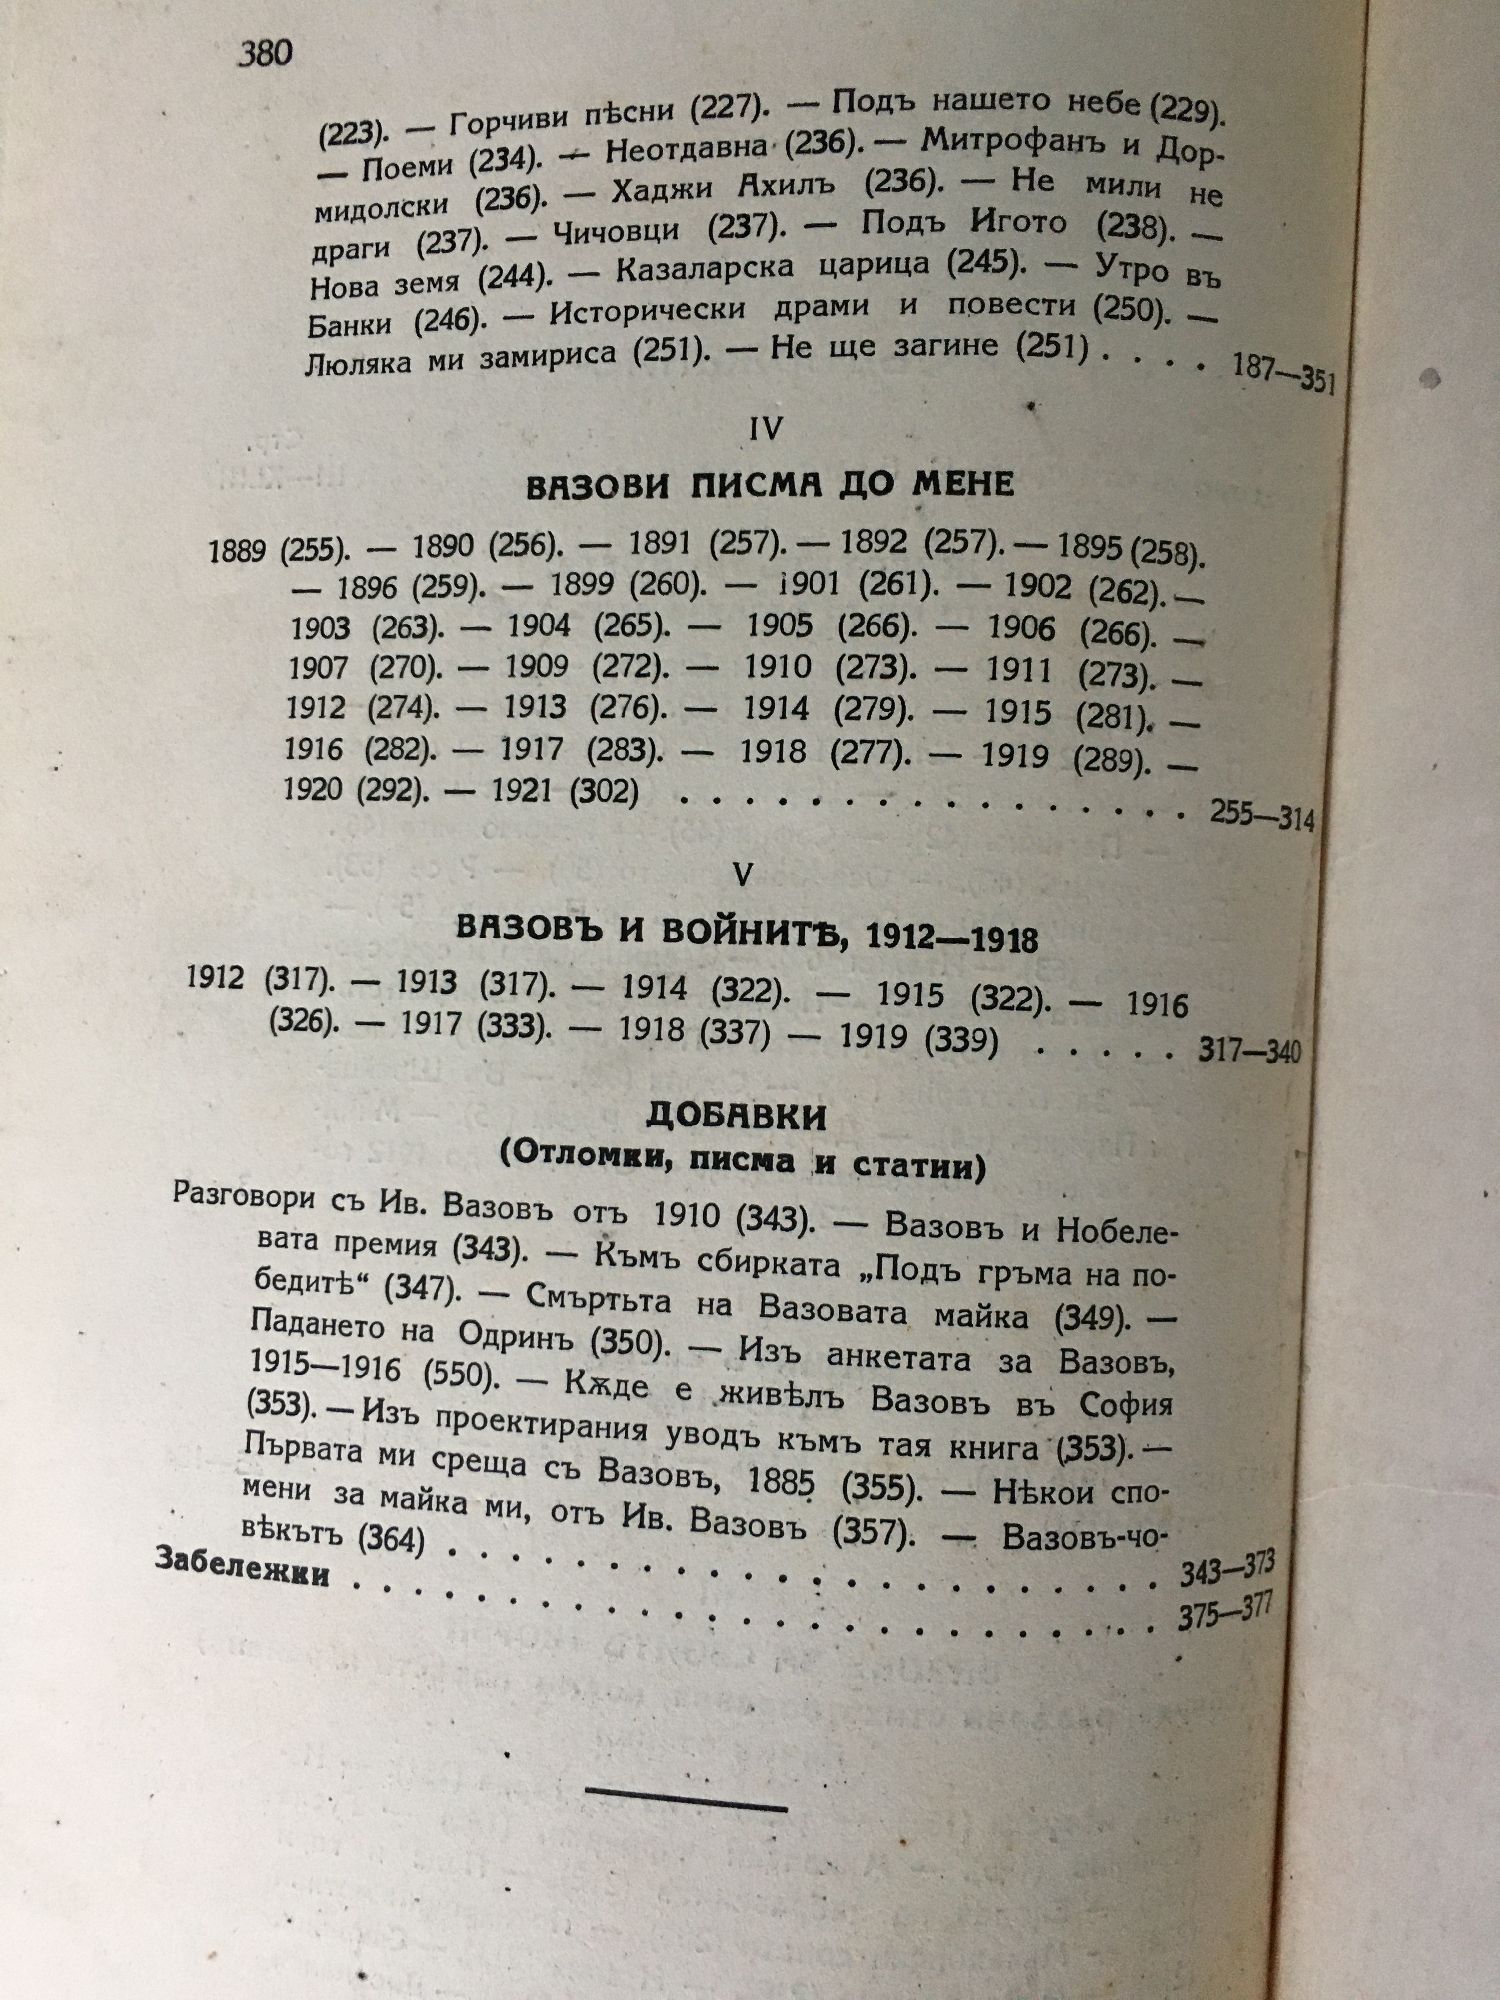 380
(223). — Горчиви пѣсни (227). — Подъ нашето небе (229).
— Поеми (234). — Неотдавна (236). — Митрофанъ и Дор-
мидолски (236). — Хаджи Ахилъ (236). — Не мили не
драги (237). — Чичовци (237). — Подъ Игото (238). —
Нова земя (244). — Казаларска царица (245). — Утро въ
Банки (246). — Исторически драми и повести (250). —
Люляка ми замириса (251). — Не ще загине (251) . . . . 187—351
IV
ВАЗОВИ ПИСМА ДО МЕНЕ
1889 (255). — 1890 (256). — 1891 (257). — 1892 (257). — 1895 (258).
— 1896 (259). — 1899 (260). — 1901 (261). — 1902 (262). —
1903 (263). — 1904 (265). — 1905 (266). — 1906 (266). —
1907 (270). — 1909 (272). — 1910 (273). — 1911 (273). —
1912 (274). — 1913 (276). — 1914 (279). — 1915 (281). —
1916 (282). — 1917 (283). — 1918 (277). — 1919 (289). —
1920 (292). — 1921 (302) . . . . . . . . . . . . . . . . 255—314
V
ВАЗОВЪ И ВОЙНИТѢ, 1912—1918
1912 (317). — 1913 (317). — 1914 (322). — 1915 (322). — 1916
(326). — 1917 (333). — 1918 (337) — 1919 (339) . . . . . 317—340
ДОБАВКИ
(Отломки, писма и статии)
Разговори съ Ив. Вазовъ отъ 1910 (343). — Вазовъ и Нобеле-
вата премия (343). — Къмъ сбирката „Подъ гръма на по-
бедитѣ“ (347). — Смъртьта на Вазовата майка (349). —
Падането на Одринъ (350). — Изъ анкетата за Вазовъ,
1915—1916 (550). — Кѫде е живѣлъ Вазовъ въ София
(353). — Изъ проектирания уводъ къмъ тая книга (353). —
Първата ми среща съ Вазовъ, 1885 (355). — Нѣкои спо-
мени за майка ми, отъ Ив. Вазовъ (357). — Вазовъ-чо-
вѣкътъ (364) . . . . . . . . . . . . . . . . . . . . . . 343—373
Забележки . . . . . . . . . . . . . . . . . . . . . . . . 375—377